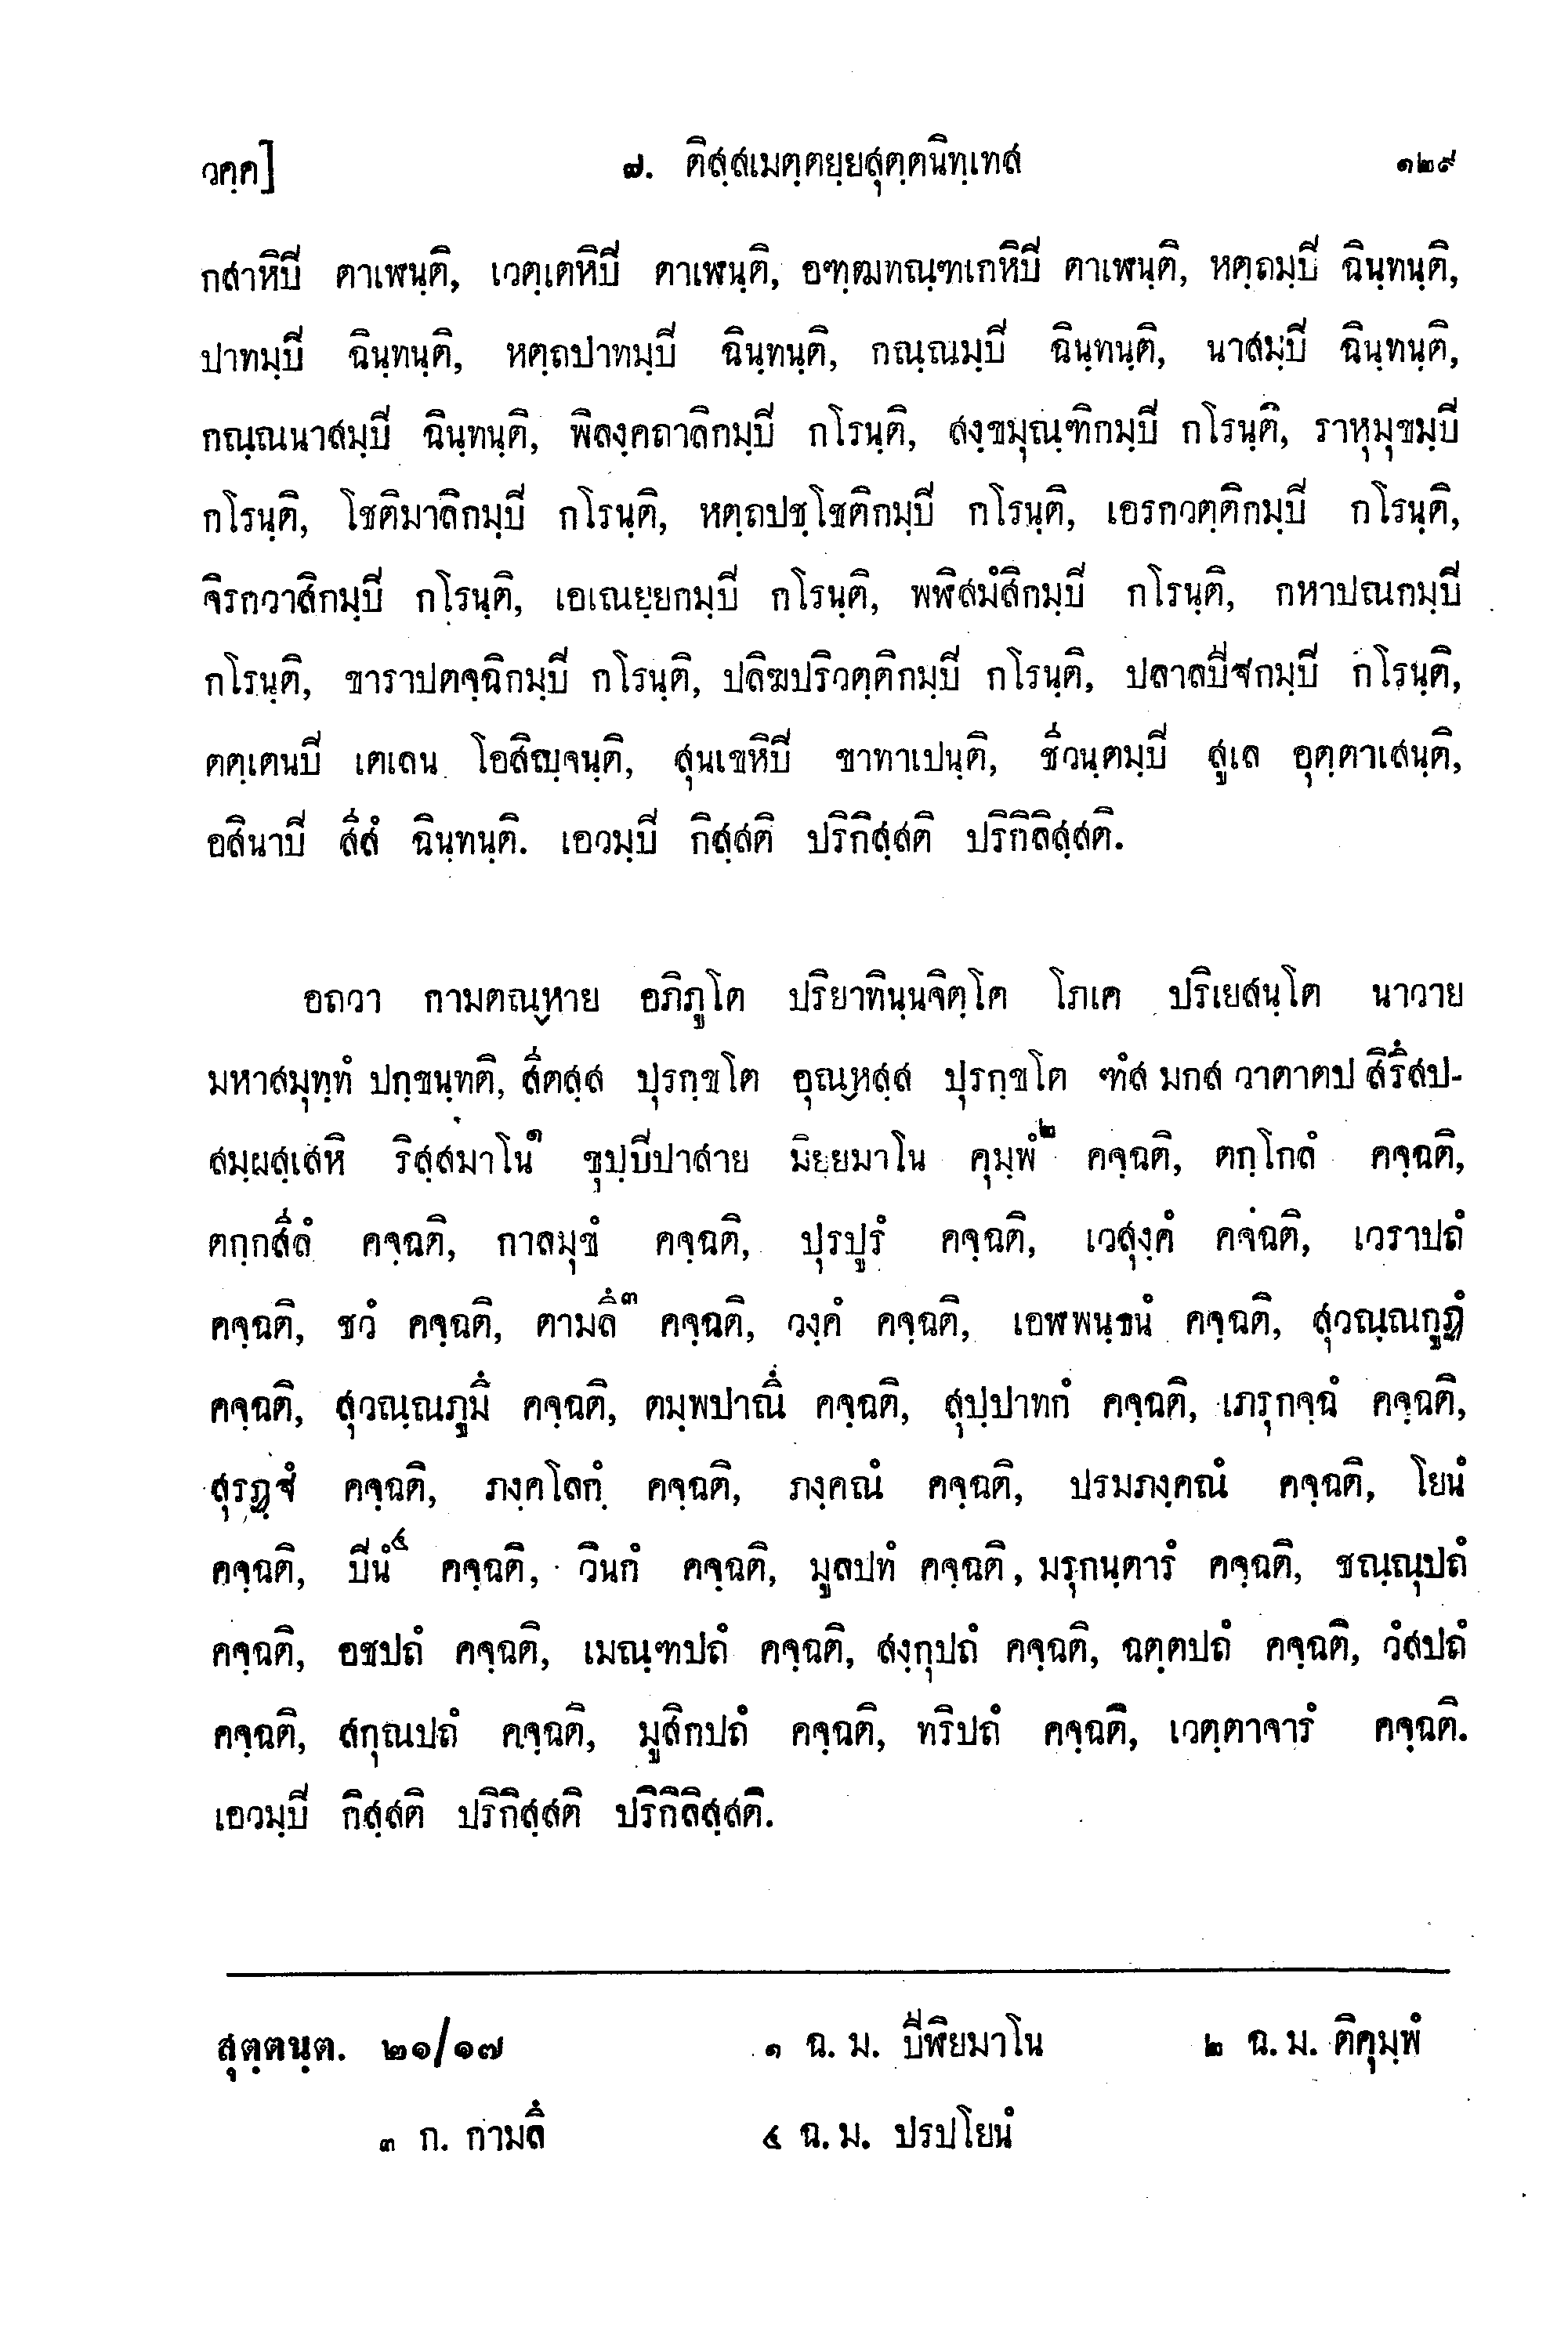 วคฺค]
๗. ติสฺสเมตฺเตยฺยสุตฺตนิทฺเทส
๑๒๙
กสาหิปิ ตาเฬนฺติ, เวตฺเตหิปิ ตาเฬนฺติ, อฑฺฒทณฺฑเกหิปิ ตาเฬนฺติ, หตฺถมฺปิ ฉินฺทนฺติ,
ปาทมฺปิ ฉินฺทนฺติ, หตฺถปาทมฺปิ ฉินฺทนฺติ, กณฺณมฺปิ ฉินฺทนฺติ, นาสมฺปิ ฉินฺทนฺติ,
กณฺณนาสมฺปิ ฉินฺทนฺติ, พิลงฺคถาลิกมฺปิ กโรนฺติ, สงฺขมุณฺฑิกมฺปิ กโรนฺติ, ราหุมุขมฺปิ
กโรนฺติ, โชติมาลิกมฺปิ กโรนฺติ, หตฺถปชฺโชติกมฺปิ กโรนฺติ, เอรกวตฺติกมฺปิ กโรนฺติ,
จิรกวาสิกมฺปิ กโรนฺติ, เอเณยฺยกมฺปิ กโรนฺติ, พฬิสมํสิกมฺปิ กโรนฺติ, กหาปณกมฺปิ
กโรนฺติ, ขาราปตจฺฉิกมฺปิ กโรนฺติ, ปลิฆปริวตฺติกมฺปิ กโรนฺติ, ปลาลปีฐกมฺปิ กโรนฺติ,
ตตฺเตนปิ เตเลน โอสิญฺจนฺติ, สุนเขหิปิ ขาทาเปนฺติ, ชีวนฺตมฺปิ สูเล อุตฺตาเสนฺติ,
อสินาปิ สีสํ ฉินฺทนฺติ. เอวมฺปิ กิสฺสติ ปริกิสฺสติ ปริกิลิสฺสติ.
อถวา กามตณฺหาย อภิภูโต ปริยาทินฺนจิตฺโต โภเค ปริเยสนฺโต นาวาย
มหาสมุทฺทํ ปกฺขนฺทติ, สีตสฺส ปุรกฺขโต อุณฺหสฺส ปุรกฺขโต ฑํส มกส วาตาตป สิรึสป-
สมฺผสฺเสหิ ริสฺสมาโน๑ ขุปฺปิปาสาย มิยฺยมาโน คุมฺพํ๒ คจฺฉติ, ตกฺโกลํ คจฺฉติ,
ตกฺกสีลํ คจฺฉติ, กาลมุขํ คจฺฉติ, ปุรปูรํ คจฺฉติ, เวสุงฺคํ คจฺฉติ, เวราปถํ
คจฺฉติ, ชวํ คจฺฉติ, ตามลึ๓ คจฺฉติ, วงฺคํ คจฺฉติ, เอฬพนฺธนํ คจฺฉติ, สุวณฺณกูฏํ
คจฺฉติ, สุวณฺณภูมึ คจฺฉติ, ตมฺพปาณึ คจฺฉติ, สุปฺปาทกํ คจฺฉติ, เภรุกจฺฉํ คจฺฉติ,
สุรฏฺฐํ คจฺฉติ, ภงฺคโลกํ คจฺฉติ, ภงฺคณํ คจฺฉติ, ปรมภงฺคณํ คจฺฉติ, โยนํ
คจฺฉติ, ปีนํ๔ คจฺฉติ, วินกํ คจฺฉติ, มูลปทํ คจฺฉติ, มรุกนฺตารํ คจฺฉติ, ชณฺณุปถํ
คจฺฉติ, อชปถํ คจฺฉติ, เมณฺฑปถํ คจฺฉติ, สงฺกุปถํ คจฺฉติ, ฉตฺตปถํ คจฺฉติ, วํสปถํ
คจฺฉติ, สกุณปถํ คจฺฉติ, มูสิกปถํ คจฺฉติ, ทริปถํ คจฺฉติ, เวตฺตาจารํ คจฺฉติ.
เอวมฺปิ กิสฺสติ ปริกิสฺสติ ปริกิลิสฺสติ.
สุตฺตนฺต. ๒๑/๑๗
๑ ฉ. ม. ปีฬิยมาโน
๒ ฉ. ม. ติคุมฺพํ
๓ ก. กามลึ
๔ ฉ. ม. ปรปโยนํ